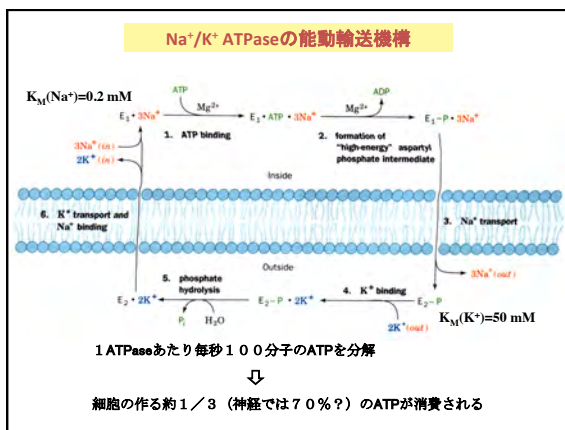 Na⁺/K⁺ ATPaseの能動輸送機構
K_M(Na⁺)=0.2 mM
ATP
Mg²⁺
ADP
Mg²⁺
E₁・3Na⁺
E₁・ATP・3Na⁺
E₁–P・3Na⁺
1. ATP binding
2. formation of
"high-energy" aspartyl
phosphate intermediate
3Na⁺(in)
2K⁺(in)
Inside
6. K⁺ transport and
Na⁺ binding
3. Na⁺ transport
Outside
5. phosphate
hydrolysis
4. K⁺ binding
3Na⁺(out)
E₂・2K⁺
E₂–P・2K⁺
E₂–P
Pᵢ
H₂O
2K⁺(out)
K_M(K⁺)=50 mM
１ATPaseあたり毎秒１００分子のATPを分解
⇩
細胞の作る約１／３（神経では７０％？）のATPが消費される